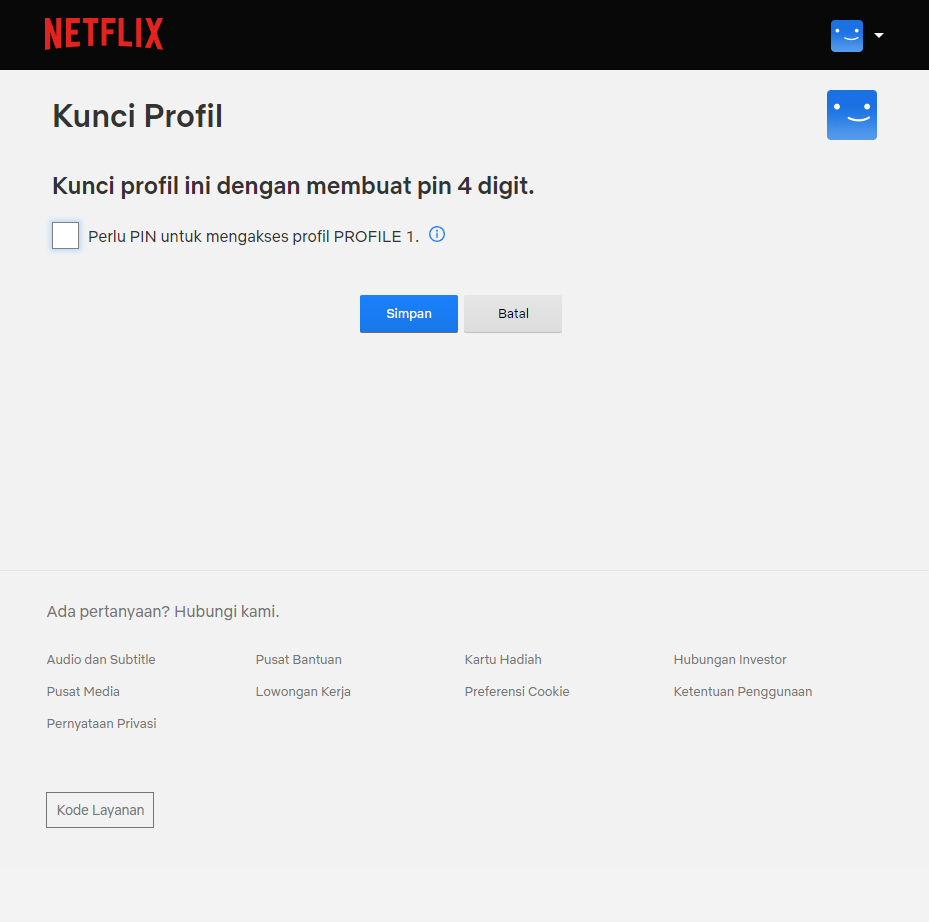 NETFLIX
Kunci Profil
Kunci profil ini dengan membuat pin 4 digit.
Perlu PIN untuk mengakses profil PROFILE 1.
Simpan Batal
Ada pertanyaan? Hubungi kami.
Audio dan Subtitle Pusat Bantuan Kartu Hadiah Hubungan Investor
Pusat Media Lowongan Kerja Preferensi Cookie Ketentuan Penggunaan
Pernyataan Privasi
Kode Layanan